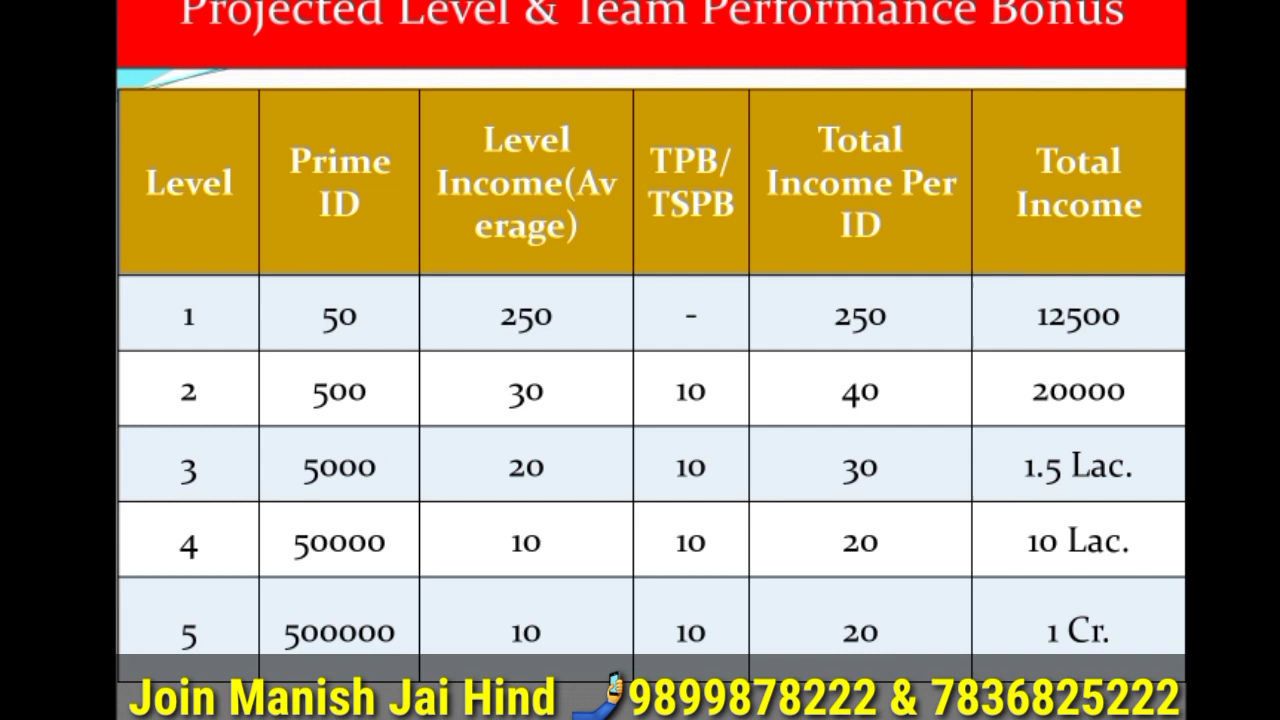 Projected Level & Team Performance Bonus
Level Prime ID Level Income(Average) TPB/TSPB Total Income Per ID Total Income
1 50 250 - 250 12500
2 500 30 10 40 20000
3 5000 20 10 30 1.5 Lac.
4 50000 10 10 20 10 Lac.
5 500000 10 10 20 1 Cr.
Join Manish Jai Hind 🤳9899878222 & 7836825222